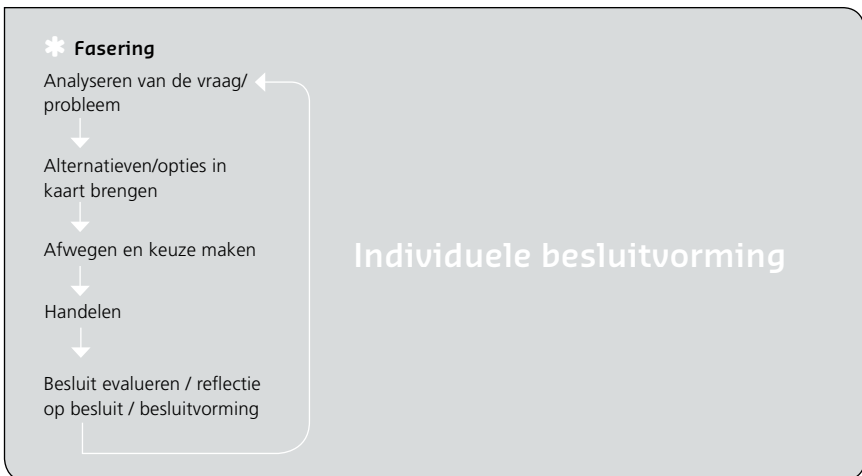 ✱ Fasering
Analyseren van de vraag/
probleem
Alternatieven/opties in
kaart brengen
Afwegen en keuze maken
Handelen
Besluit evalueren / reflectie
op besluit / besluitvorming
Individuele besluitvorming